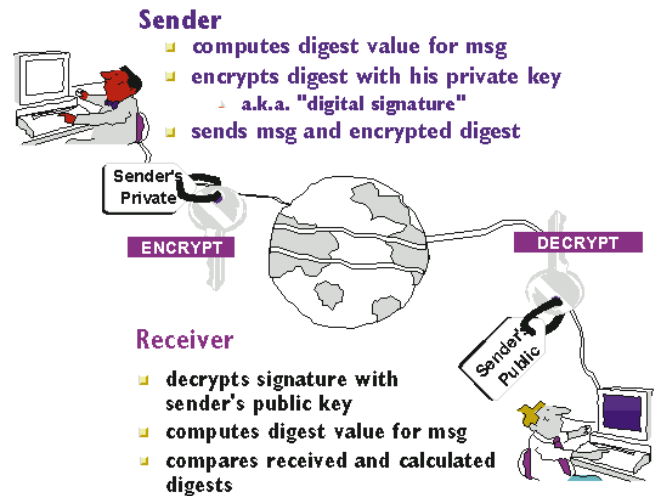 Sender
computes digest value for msg
encrypts digest with his private key
a.k.a. "digital signature"
sends msg and encrypted digest
Sender's
Private
ENCRYPT
DECRYPT
Sender's
Public
Receiver
decrypts signature with
sender's public key
computes digest value for msg
compares received and calculated
digests